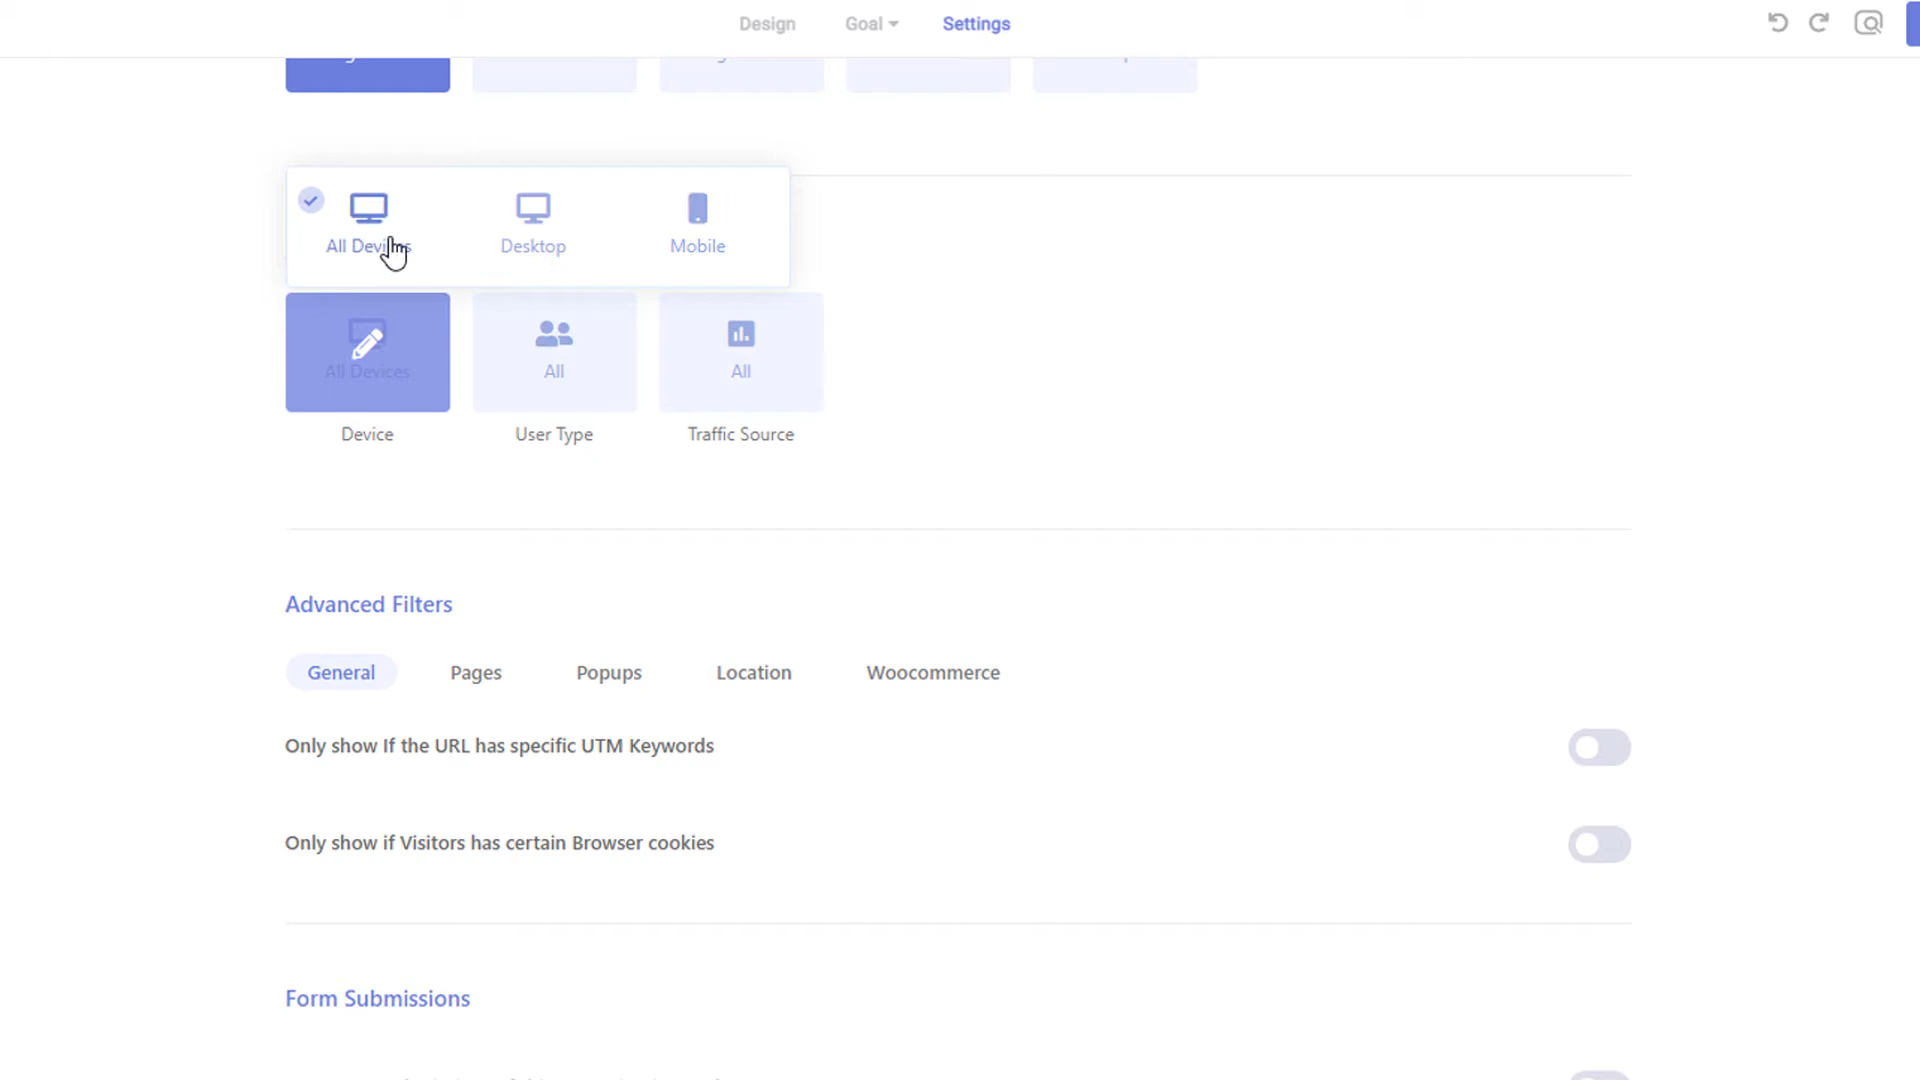 Design Goal Settings
All Devices Desktop Mobile
All Devices All All
Device User Type Traffic Source
Advanced Filters
General Pages Popups Location Woocommerce
Only show If the URL has specific UTM Keywords
Only show if Visitors has certain Browser cookies
Form Submissions